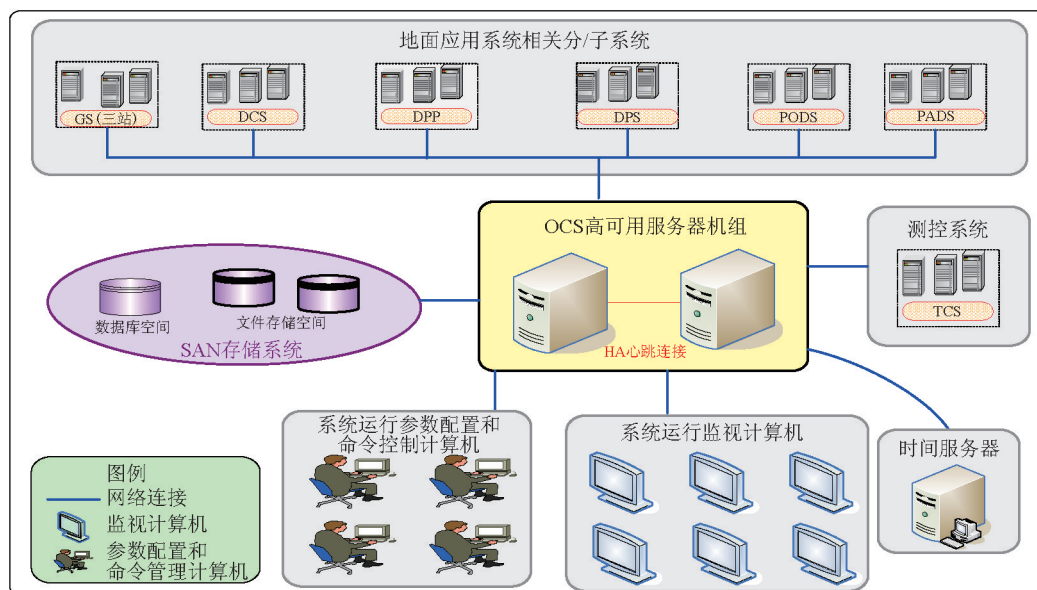 地面应用系统相关分/子系统
GS(三站)
DCS
DPP
DPS
PODS
PADS
OCS高可用服务器机组
HA心跳连接
测控系统
TCS
数据库空间
文件存储空间
SAN存储系统
系统运行参数配置和
命令控制计算机
系统运行监视计算机
时间服务器
图例
网络连接
监视计算机
参数配置和
命令管理计算机